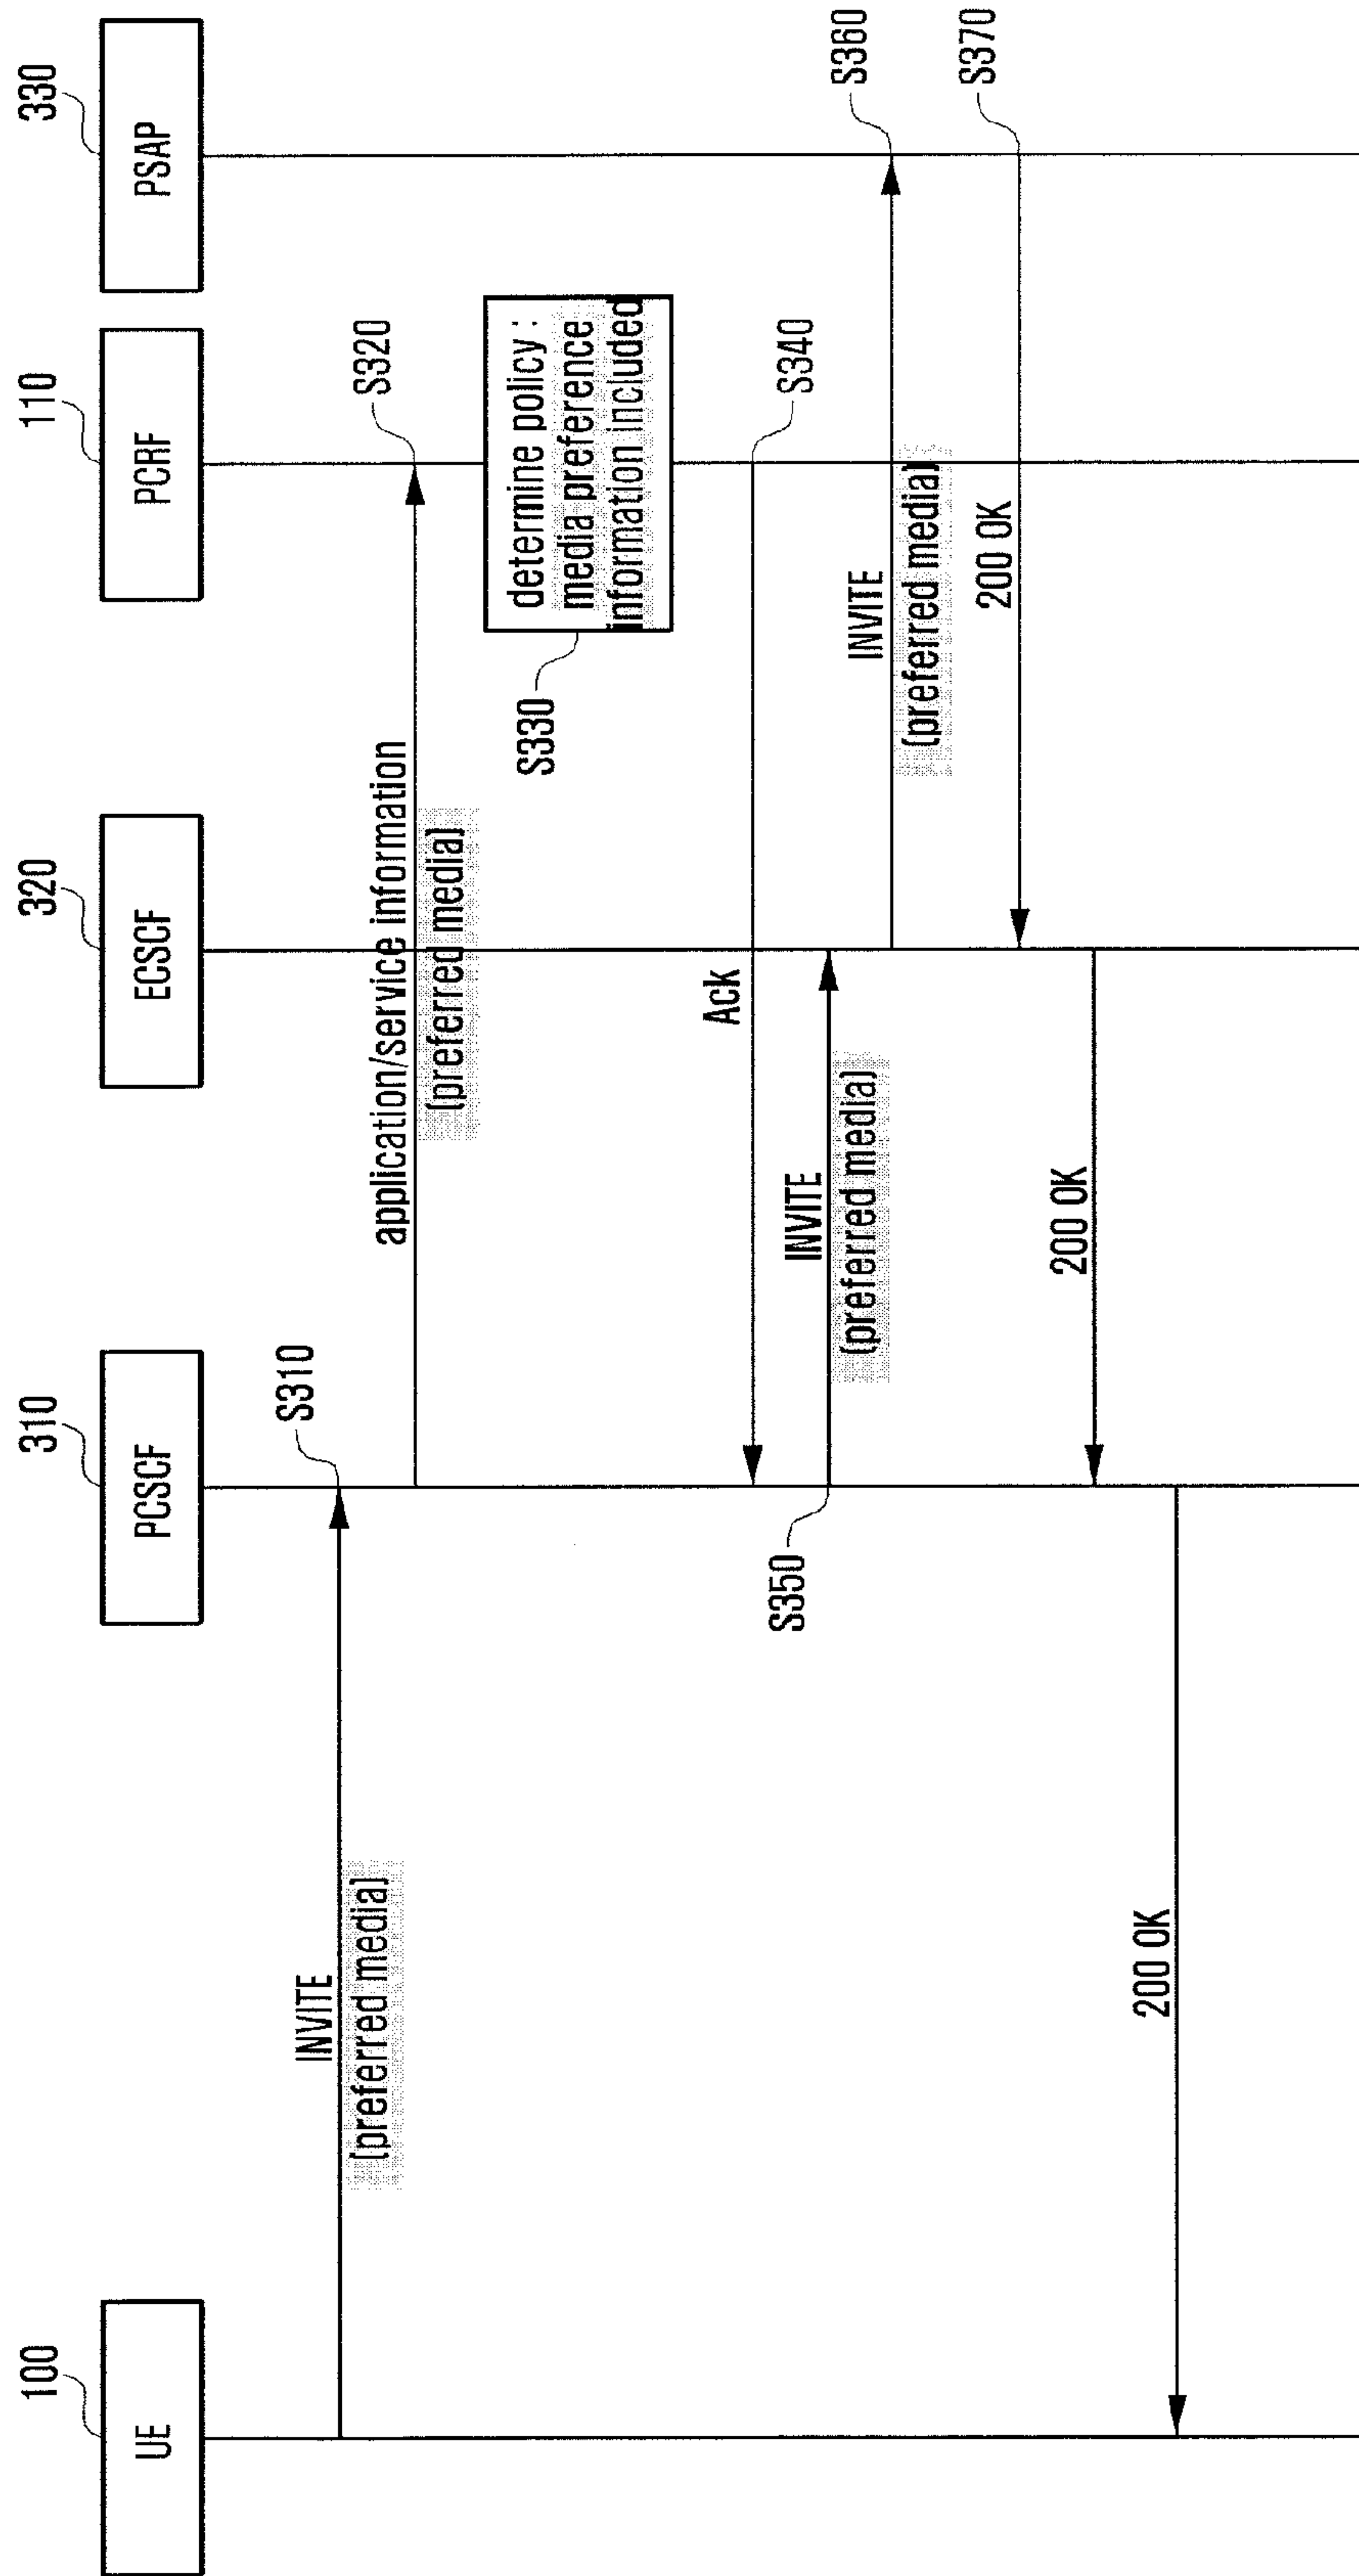 100
UE
310
PCSCF
320
ECSCF
110
PCRF
330
PSAP
INVITE
(preferred media)
S310
application/service information
(preferred media)
S320
S330
determine policy :
media preference
information included
Ack
S340
S350
INVITE
(preferred media)
INVITE
(preferred media)
S360
200 OK
S370
200 OK
200 OK